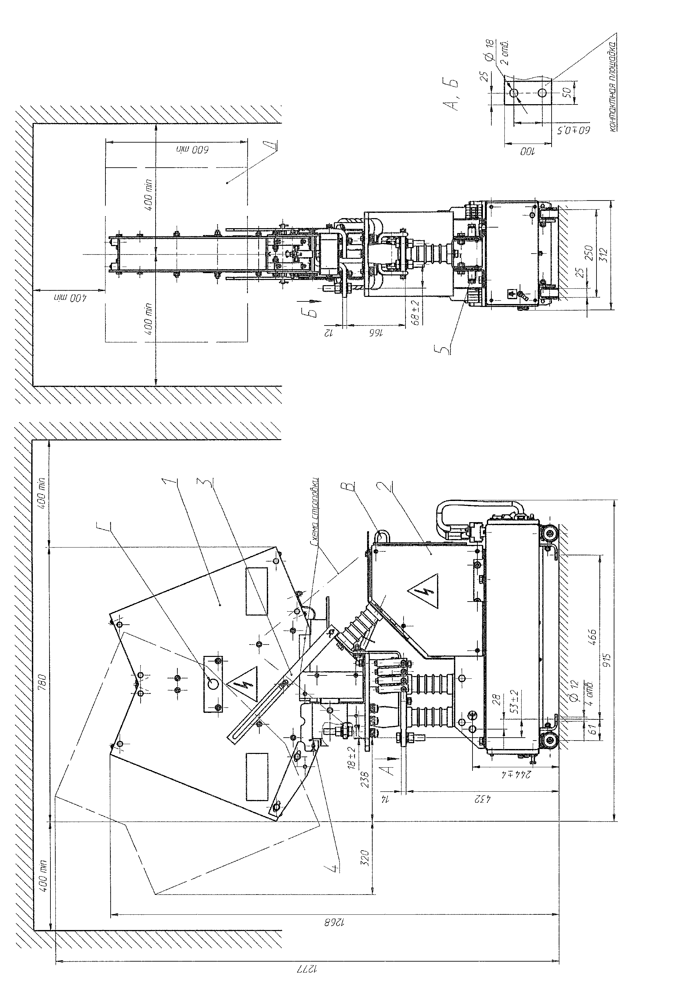 400 min
780
400 min
1277
1268
Г
1
3
Схема строповки
В
2
4
320
238
18±2
А
14
432
244±4
28
53±2
61
Ø 12
4 отв.
466
915
400 min
400 min
400 min
600 min
Д
Б
12
166
68±2
5
25
250
312
А, Б
25
Ø 18
2 отв.
50
60±0,5
100
контактная площадка